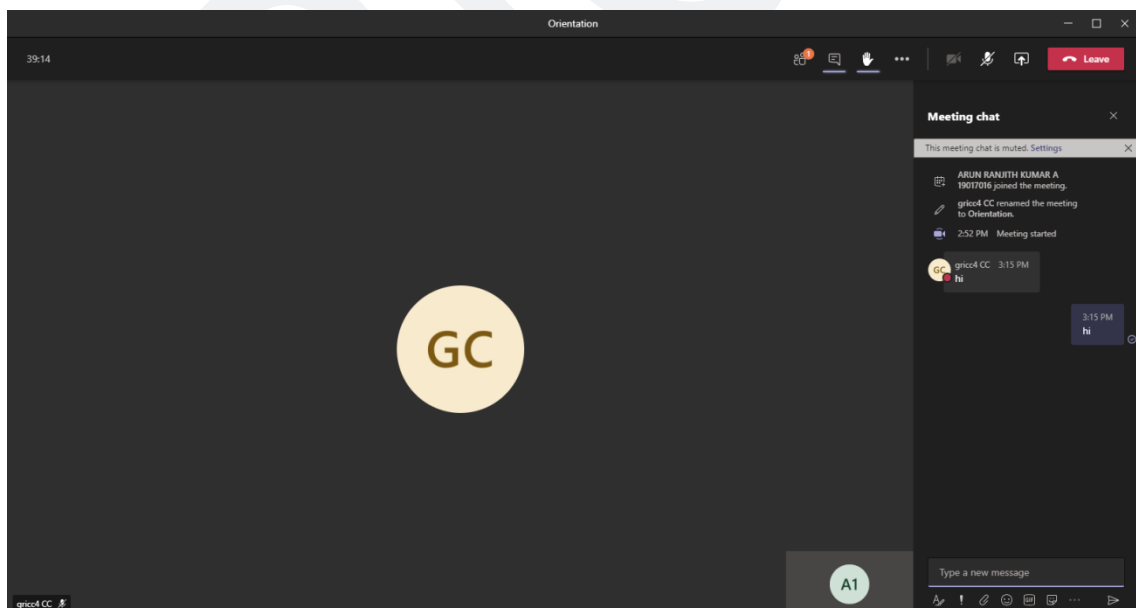 Orientation
39:14
1
Leave
Meeting chat
This meeting chat is muted. Settings
ARUN RANJITH KUMAR A
19017016 joined the meeting.
gricc4 CC renamed the meeting
to Orientation.
2:52 PM Meeting started
GC
gricc4 CC 3:15 PM
hi
3:15 PM
hi
GC
A1
gricc4 CC
Type a new message
GIF